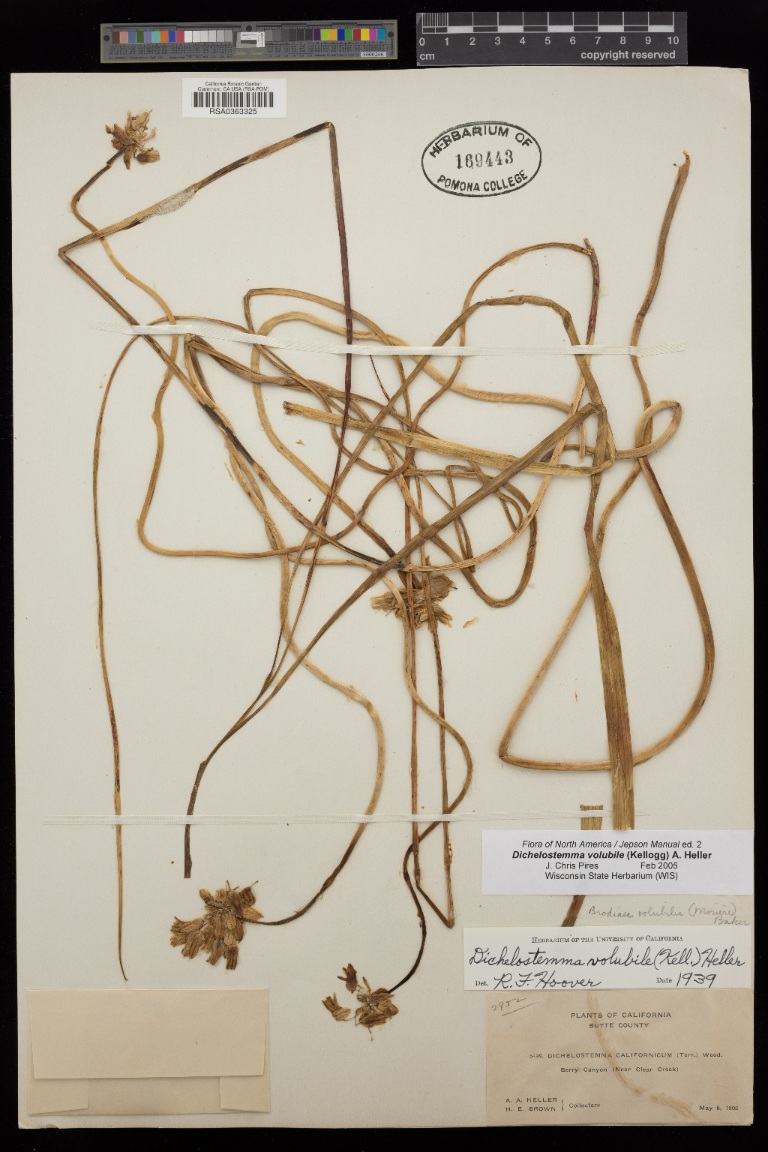 0 1 2 3 4 5 6 7 8 9 10
cm
copyright reserved
California Botanic Garden
Claremont, CA USA (RSA-POM)
RSA0363325
HERBARIUM OF
169443
POMONA COLLEGE
Flora of North America / Jepson Manual ed. 2
Dichelostemma volubile (Kellogg) A. Heller
J. Chris Pires Feb 2005
Wisconsin State Herbarium (WIS)
Brodiaea volubilis (Morière)
Baker
HERBARIUM OF THE UNIVERSITY OF CALIFORNIA
Dichelostemma volubile (Kell.) Heller
Det. R. F. Hoover Date 1939
PLANTS OF CALIFORNIA
BUTTE COUNTY
DICHELOSTEMMA CALIFORNICUM (Torr.) Wood.
Berry Canyon (Near Clear Creek)
A. A. HELLER
H. E. BROWN
Collectors
May 5,